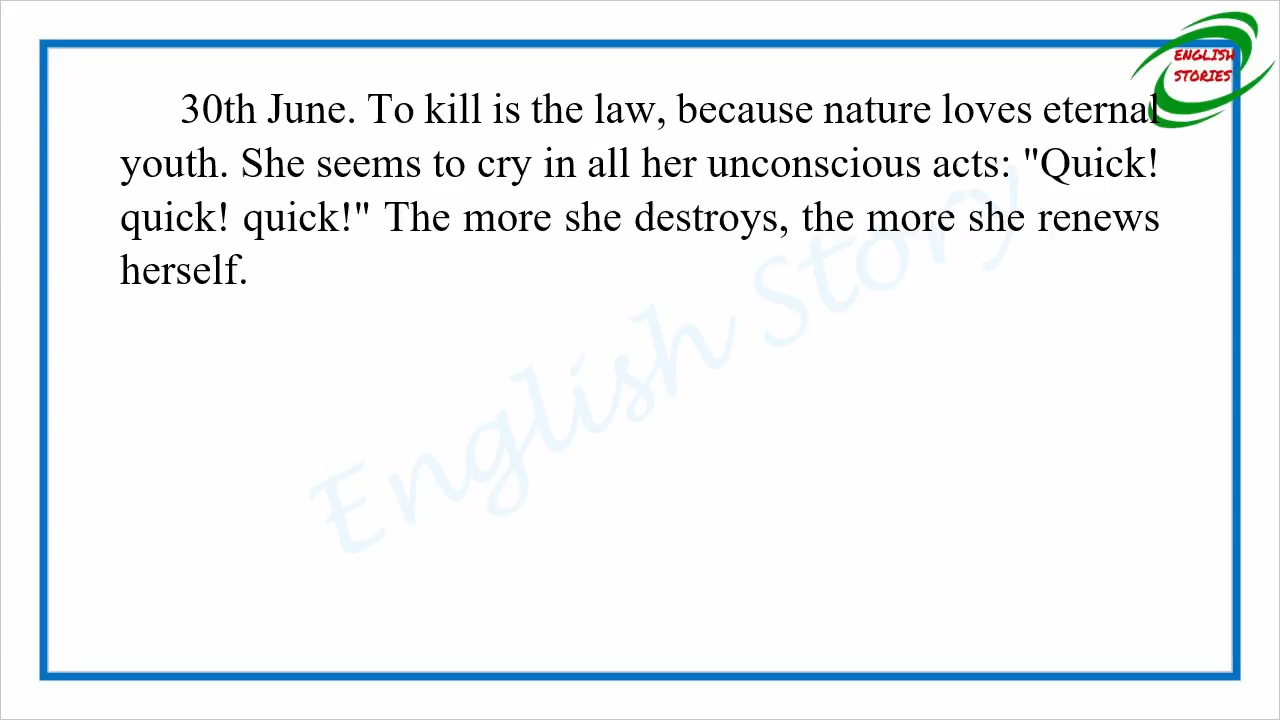 ENGLISH
STORIES
30th June. To kill is the law, because nature loves eternal
youth. She seems to cry in all her unconscious acts: "Quick!
quick! quick!" The more she destroys, the more she renews
herself.
English Story